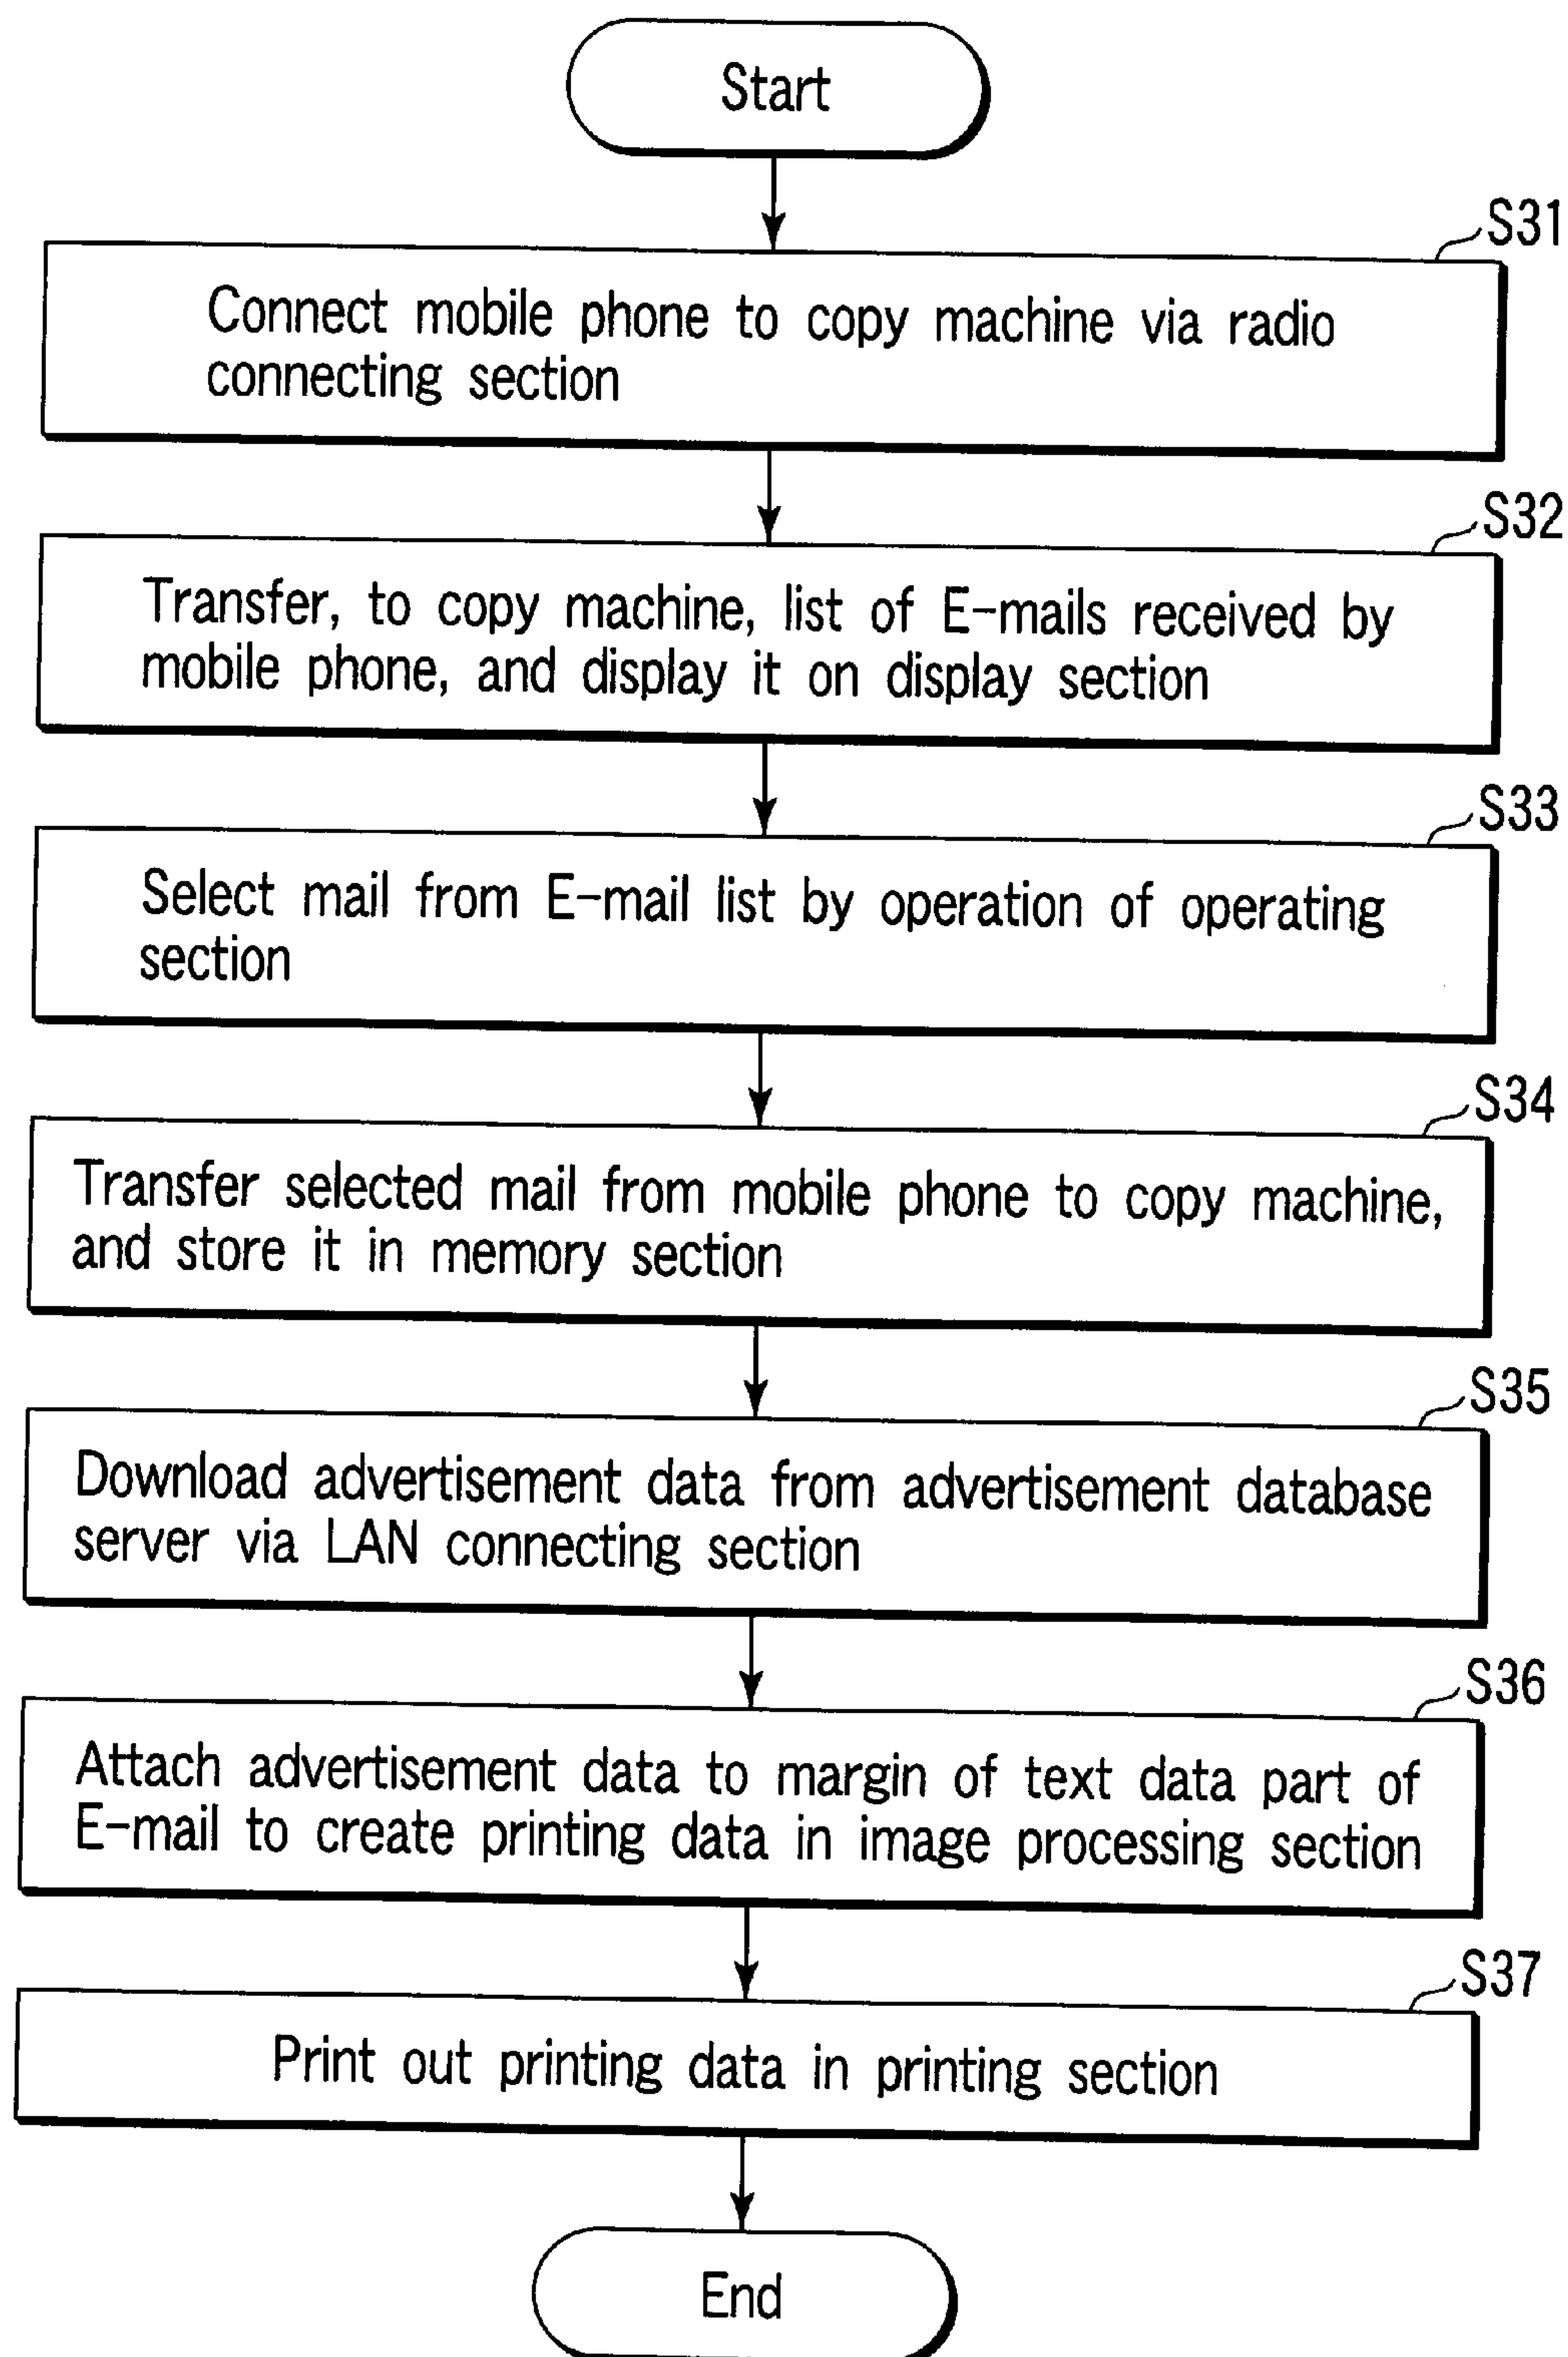 Start
S31
Connect mobile phone to copy machine via radio
connecting section
S32
Transfer, to copy machine, list of E-mails received by
mobile phone, and display it on display section
S33
Select mail from E-mail list by operation of operating
section
S34
Transfer selected mail from mobile phone to copy machine,
and store it in memory section
S35
Download advertisement data from advertisement database
server via LAN connecting section
S36
Attach advertisement data to margin of text data part of
E-mail to create printing data in image processing section
S37
Print out printing data in printing section
End